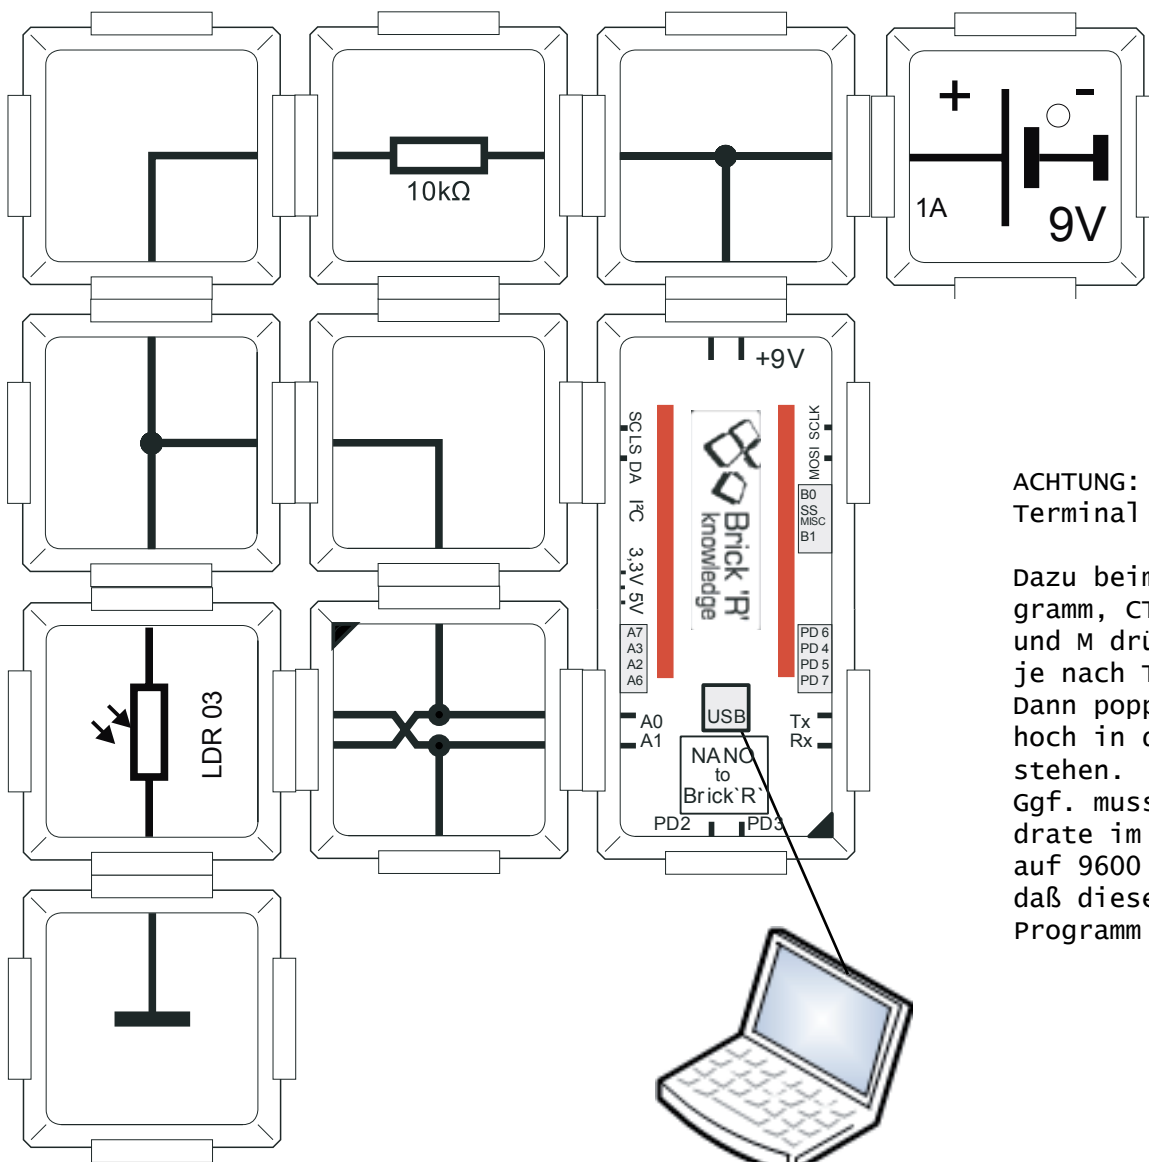 10kΩ
+
-
1A
9V
+9V
SCLS DA I²C 3,3V 5V
MOSI SCLK
B0
SS
MISC
B1
Brick 'R'
knowledge
A7
A3
A2
A6
PD 6
PD 4
PD 5
PD 7
A0
A1
USB
Tx
Rx
NANO
to
Brick`R`
PD2
PD3
LDR 03
ACHTUNG:
Terminal
Dazu beim
gramm, CT
und M drü
je nach T
Dann popp
hoch in d
stehen.
Ggf. muss
drate im
auf 9600
daß diese
Programm